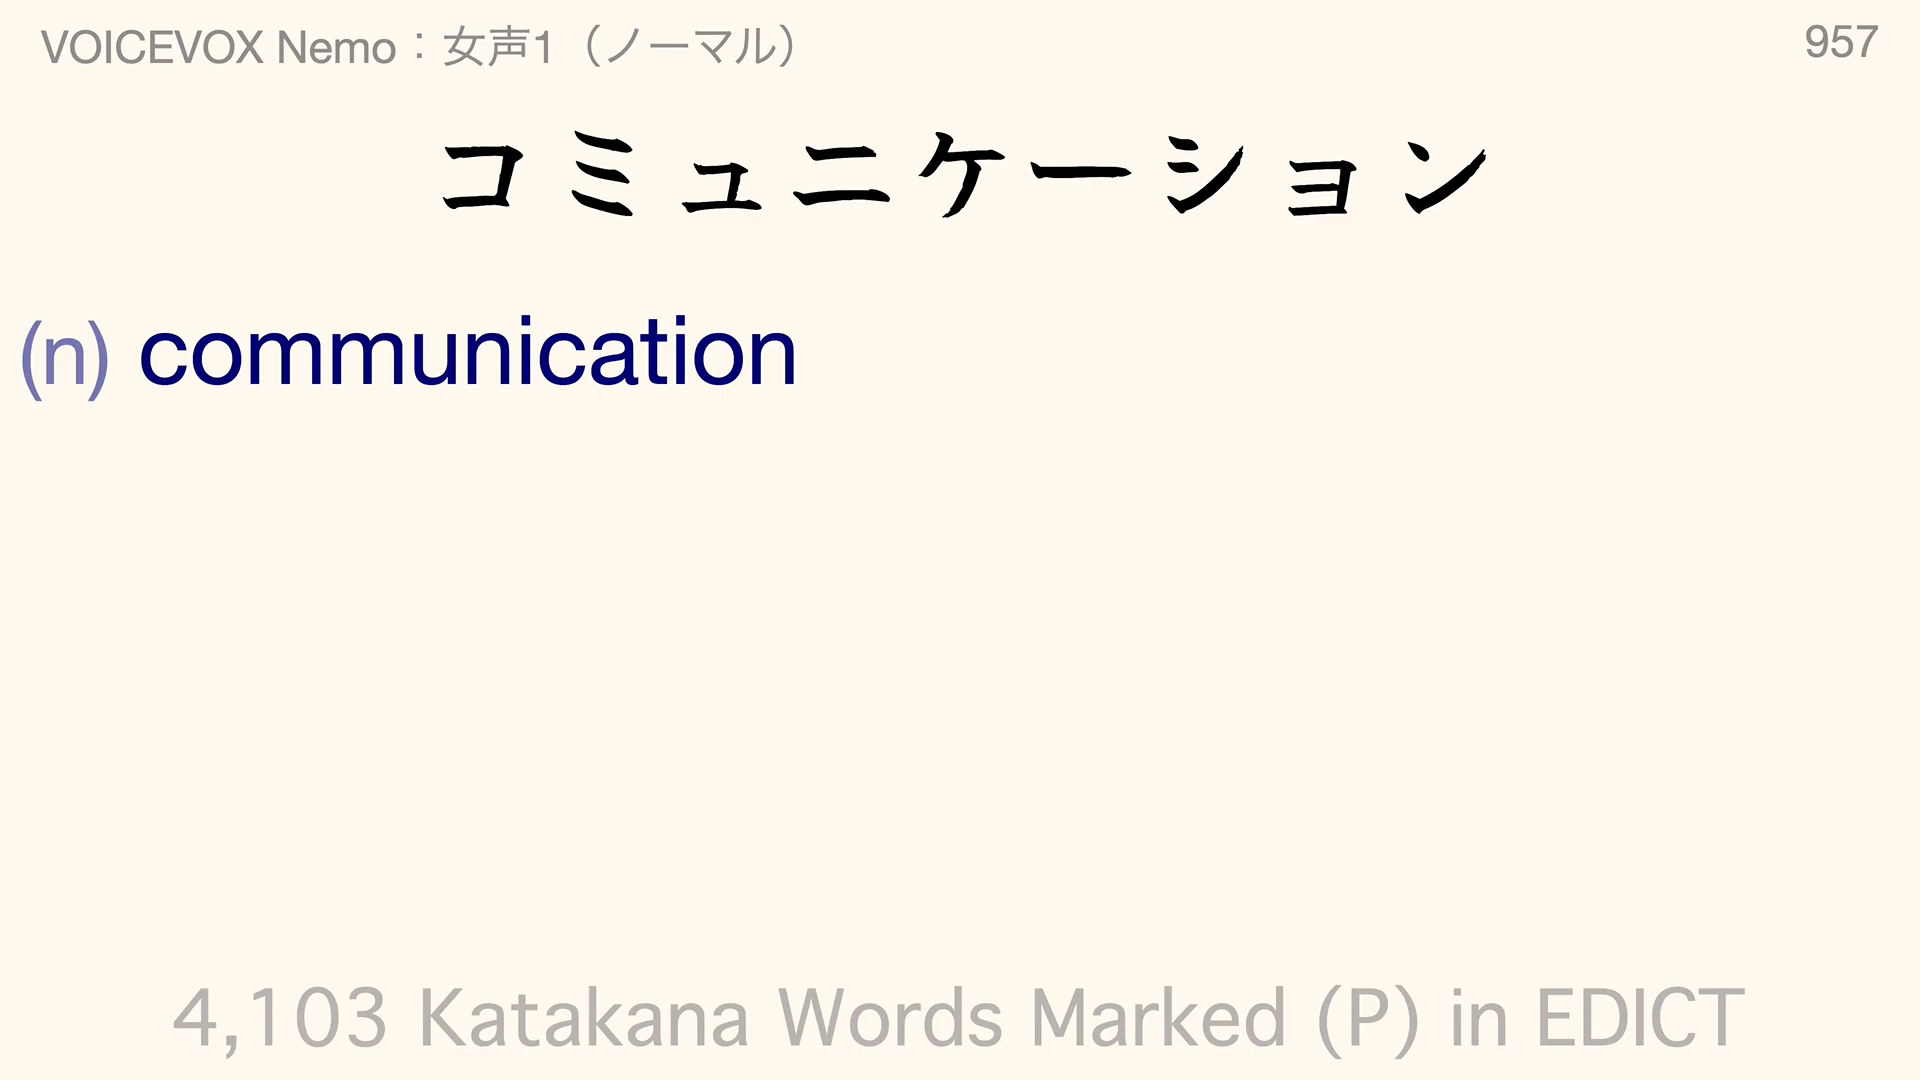 VOICEVOX Nemo：女声1（ノーマル）
957
コミュニケーション
(n) communication
4,103 Katakana Words Marked (P) in EDICT